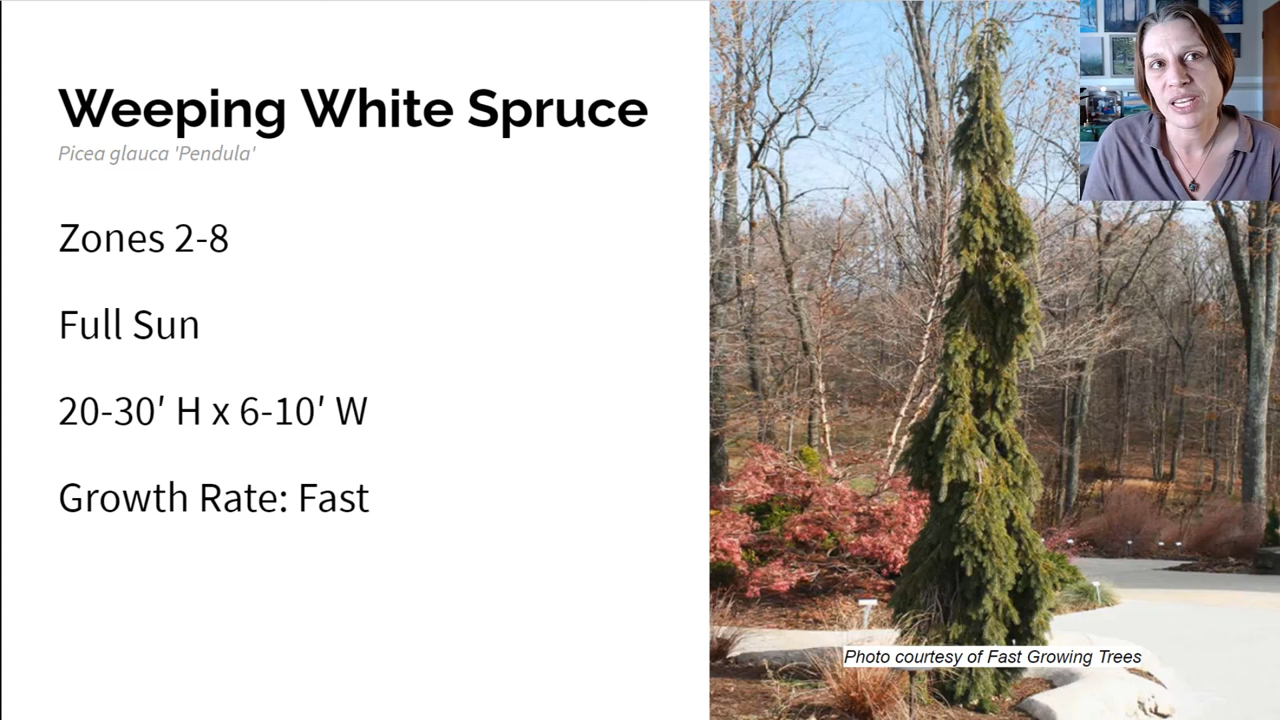 Weeping White Spruce
Picea glauca 'Pendula'
Zones 2-8
Full Sun
20-30′ H x 6-10′ W
Growth Rate: Fast
Photo courtesy of Fast Growing Trees